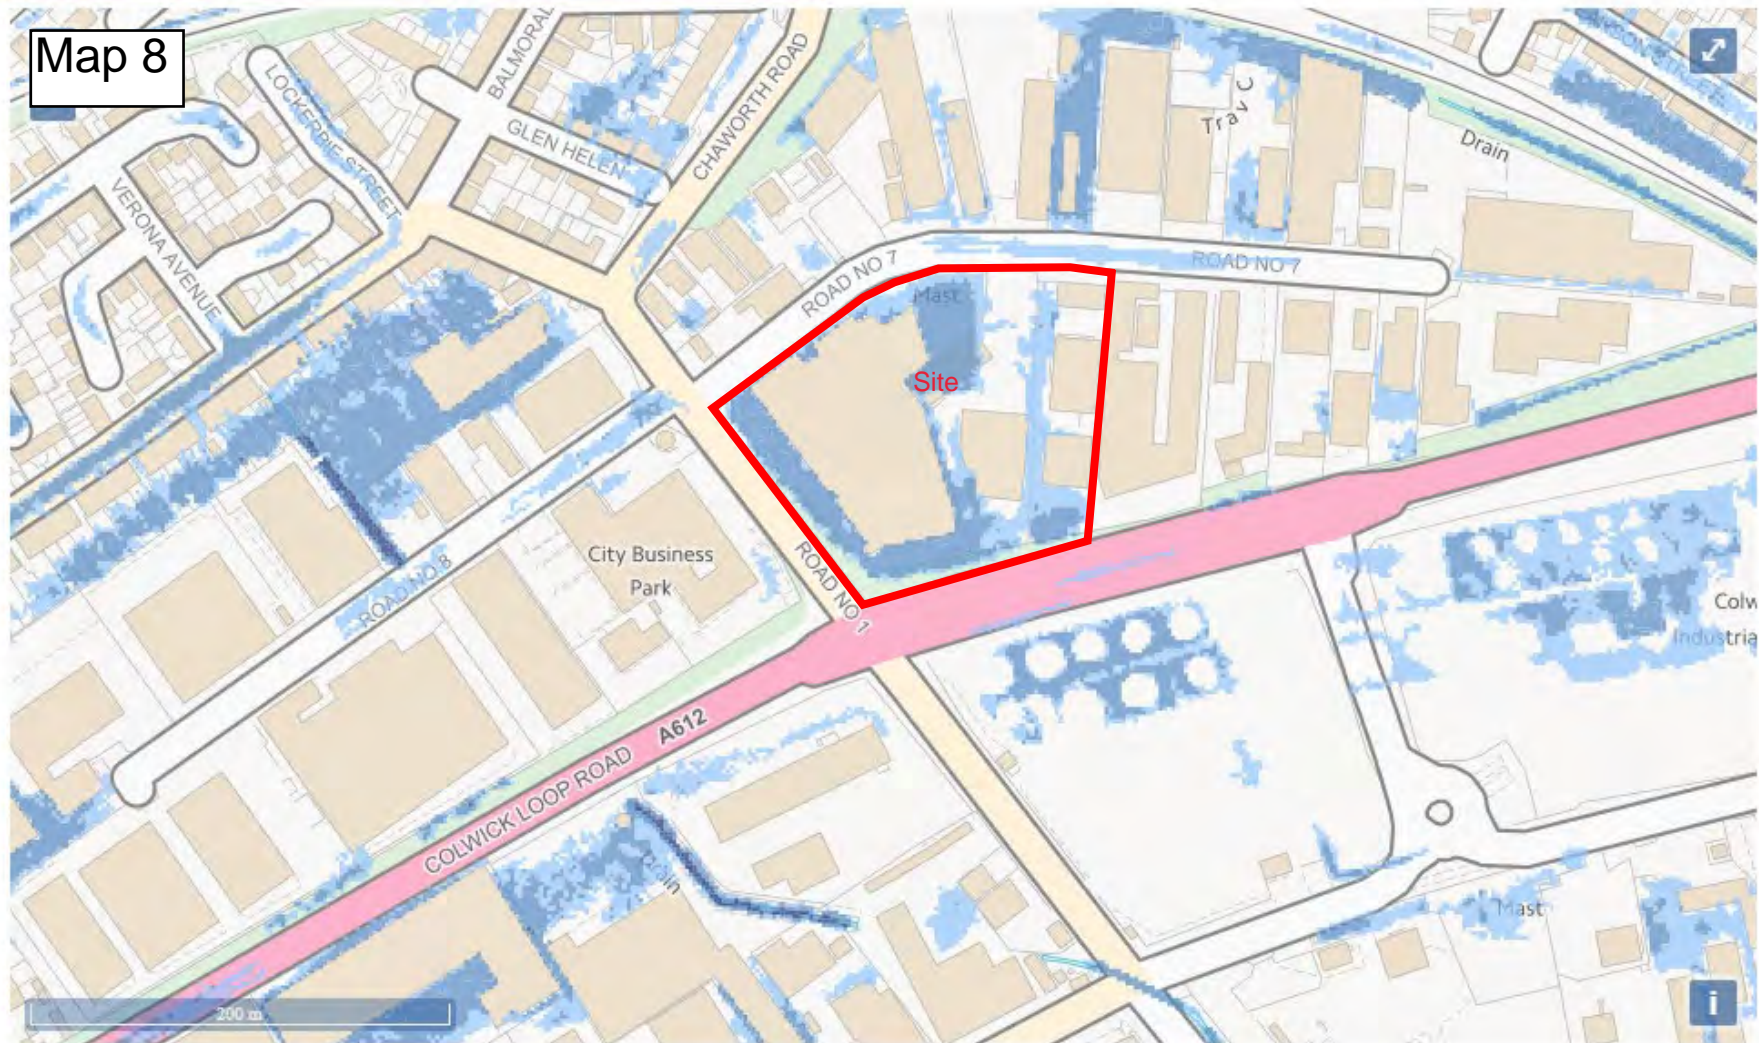 Map 8
BALMORAL
LOCKERBIE STREET
GLEN HELEN
CHAWORTH ROAD
Trav C
Drain
VERONA AVENUE
ROAD NO 7
ROAD NO 7
Mast
Site
City Business
Park
ROAD NO 8
ROAD NO 1
Colw
Industria
COLWICK LOOP ROAD A612
Drain
Mast
200 m
i